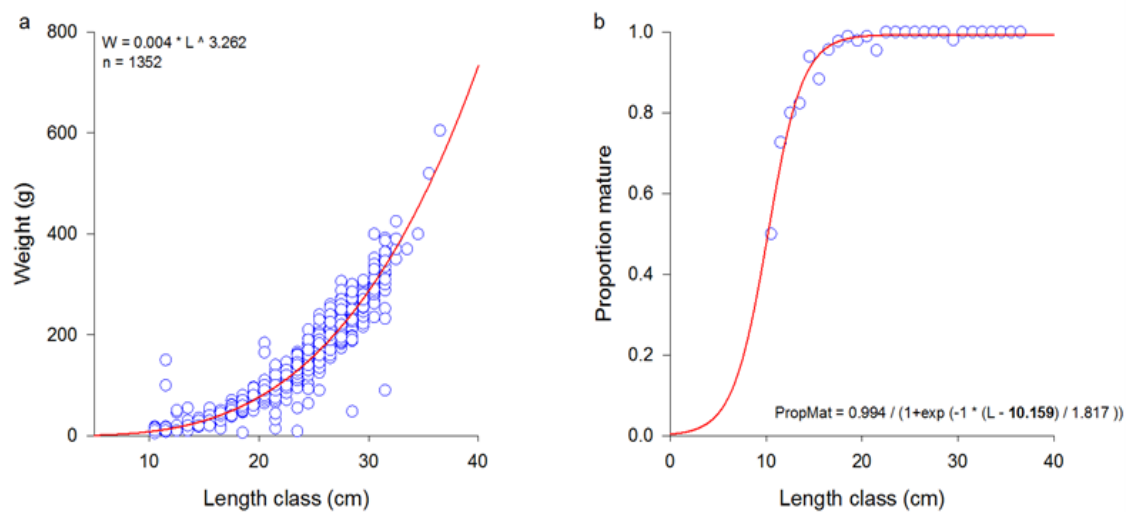 a
W = 0.004 * L ^ 3.262
n = 1352
800
600
400
200
0
10
20
30
40
Weight (g)
Length class (cm)
b
1.0
0.8
0.6
0.4
0.2
0.0
0
10
20
30
40
Proportion mature
PropMat = 0.994 / (1+exp (-1 * (L - 10.159) / 1.817 ))
Length class (cm)